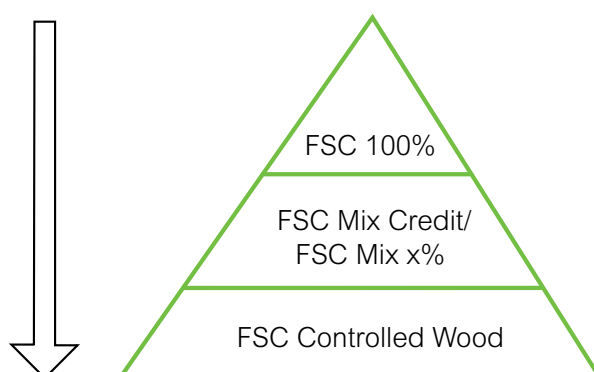 FSC 100%
FSC Mix Credit/
FSC Mix x%
FSC Controlled Wood